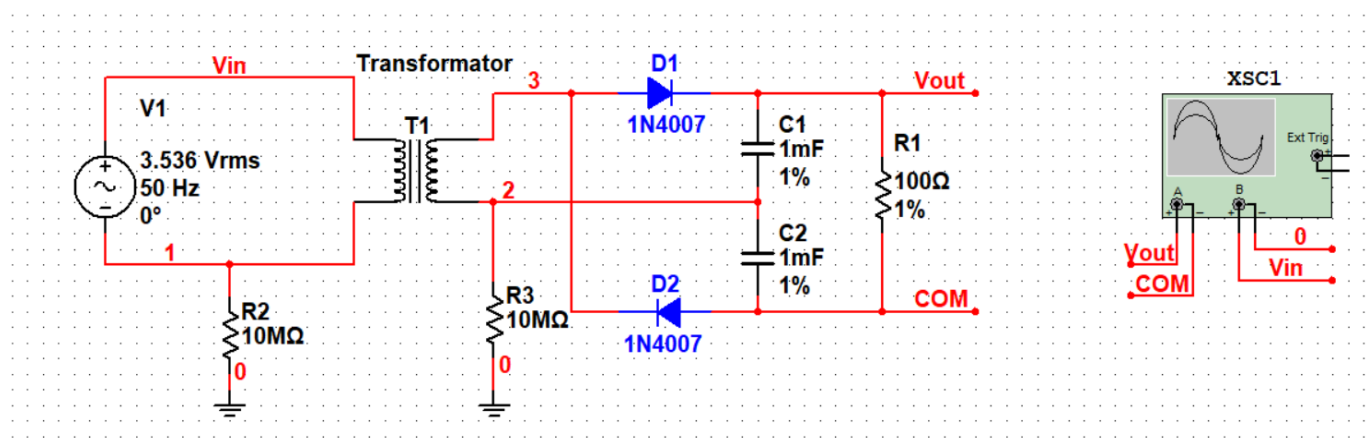 Vin
V1
3.536 Vrms
50 Hz
0°
1
R2
10MΩ
0
Transformator
T1
3
2
R3
10MΩ
0
D1
1N4007
D2
1N4007
C1
1mF
1%
C2
1mF
1%
Vout
R1
100Ω
1%
COM
XSC1
Ext Trig
+
−
A
B
+
−
+
−
Vout
COM
0
Vin